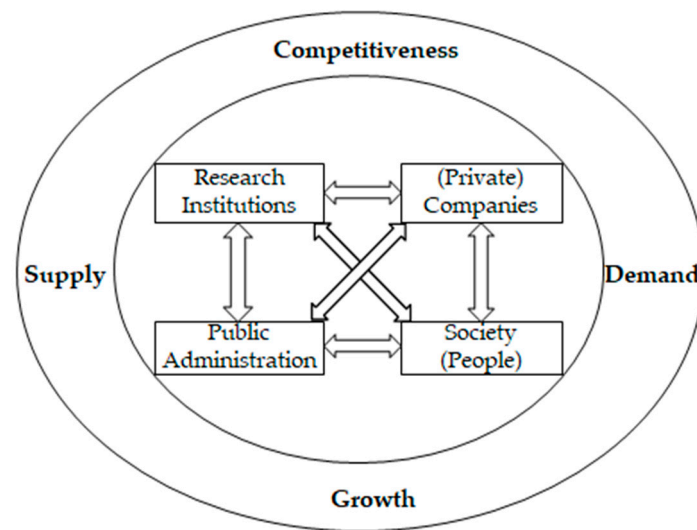 Competitiveness
Research
Institutions
(Private)
Companies
Supply
Demand
Public
Administration
Society
(People)
Growth